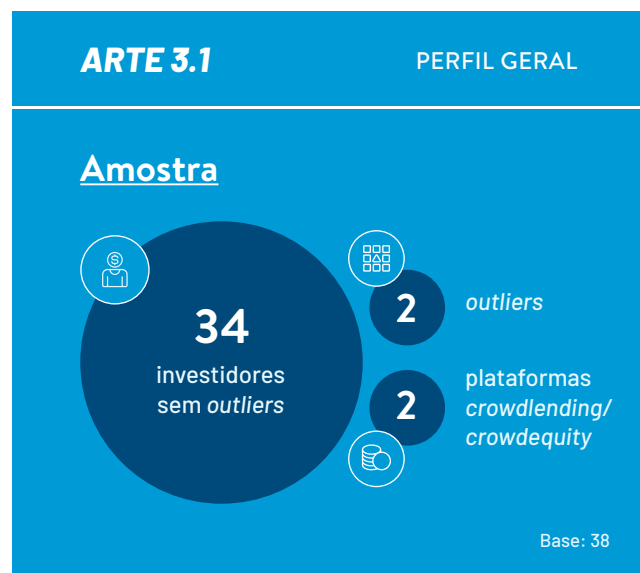 ARTE 3.1
PERFIL GERAL
Amostra
34
investidores
sem outliers
2
outliers
2
plataformas
crowdlending/
crowdequity
Base: 38